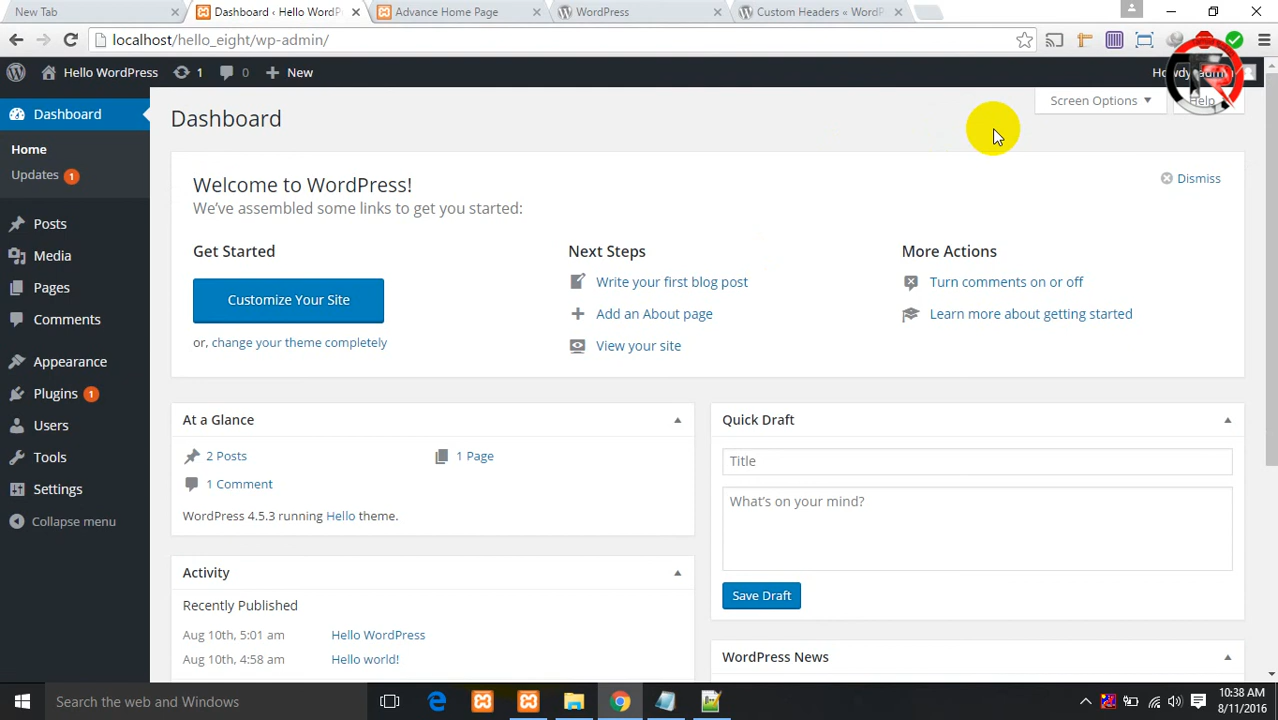 New Tab
Dashboard ‹ Hello WordP
Advance Home Page
WordPress
Custom Headers « WordP
localhost/hello_eight/wp-admin/
Hello WordPress
1
0
New
Howdy, admin
Dashboard
Home
Updates 1
Posts
Media
Pages
Comments
Appearance
Plugins 1
Users
Tools
Settings
Collapse menu
Dashboard
Screen Options
Help
Welcome to WordPress!
We’ve assembled some links to get you started:
Dismiss
Get Started
Customize Your Site
or, change your theme completely
Next Steps
Write your first blog post
Add an About page
View your site
More Actions
Turn comments on or off
Learn more about getting started
At a Glance
2 Posts
1 Page
1 Comment
WordPress 4.5.3 running Hello theme.
Activity
Recently Published
Aug 10th, 5:01 am Hello WordPress
Aug 10th, 4:58 am Hello world!
Quick Draft
Title
What’s on your mind?
Save Draft
WordPress News
Search the web and Windows
10:38 AM
8/11/2016